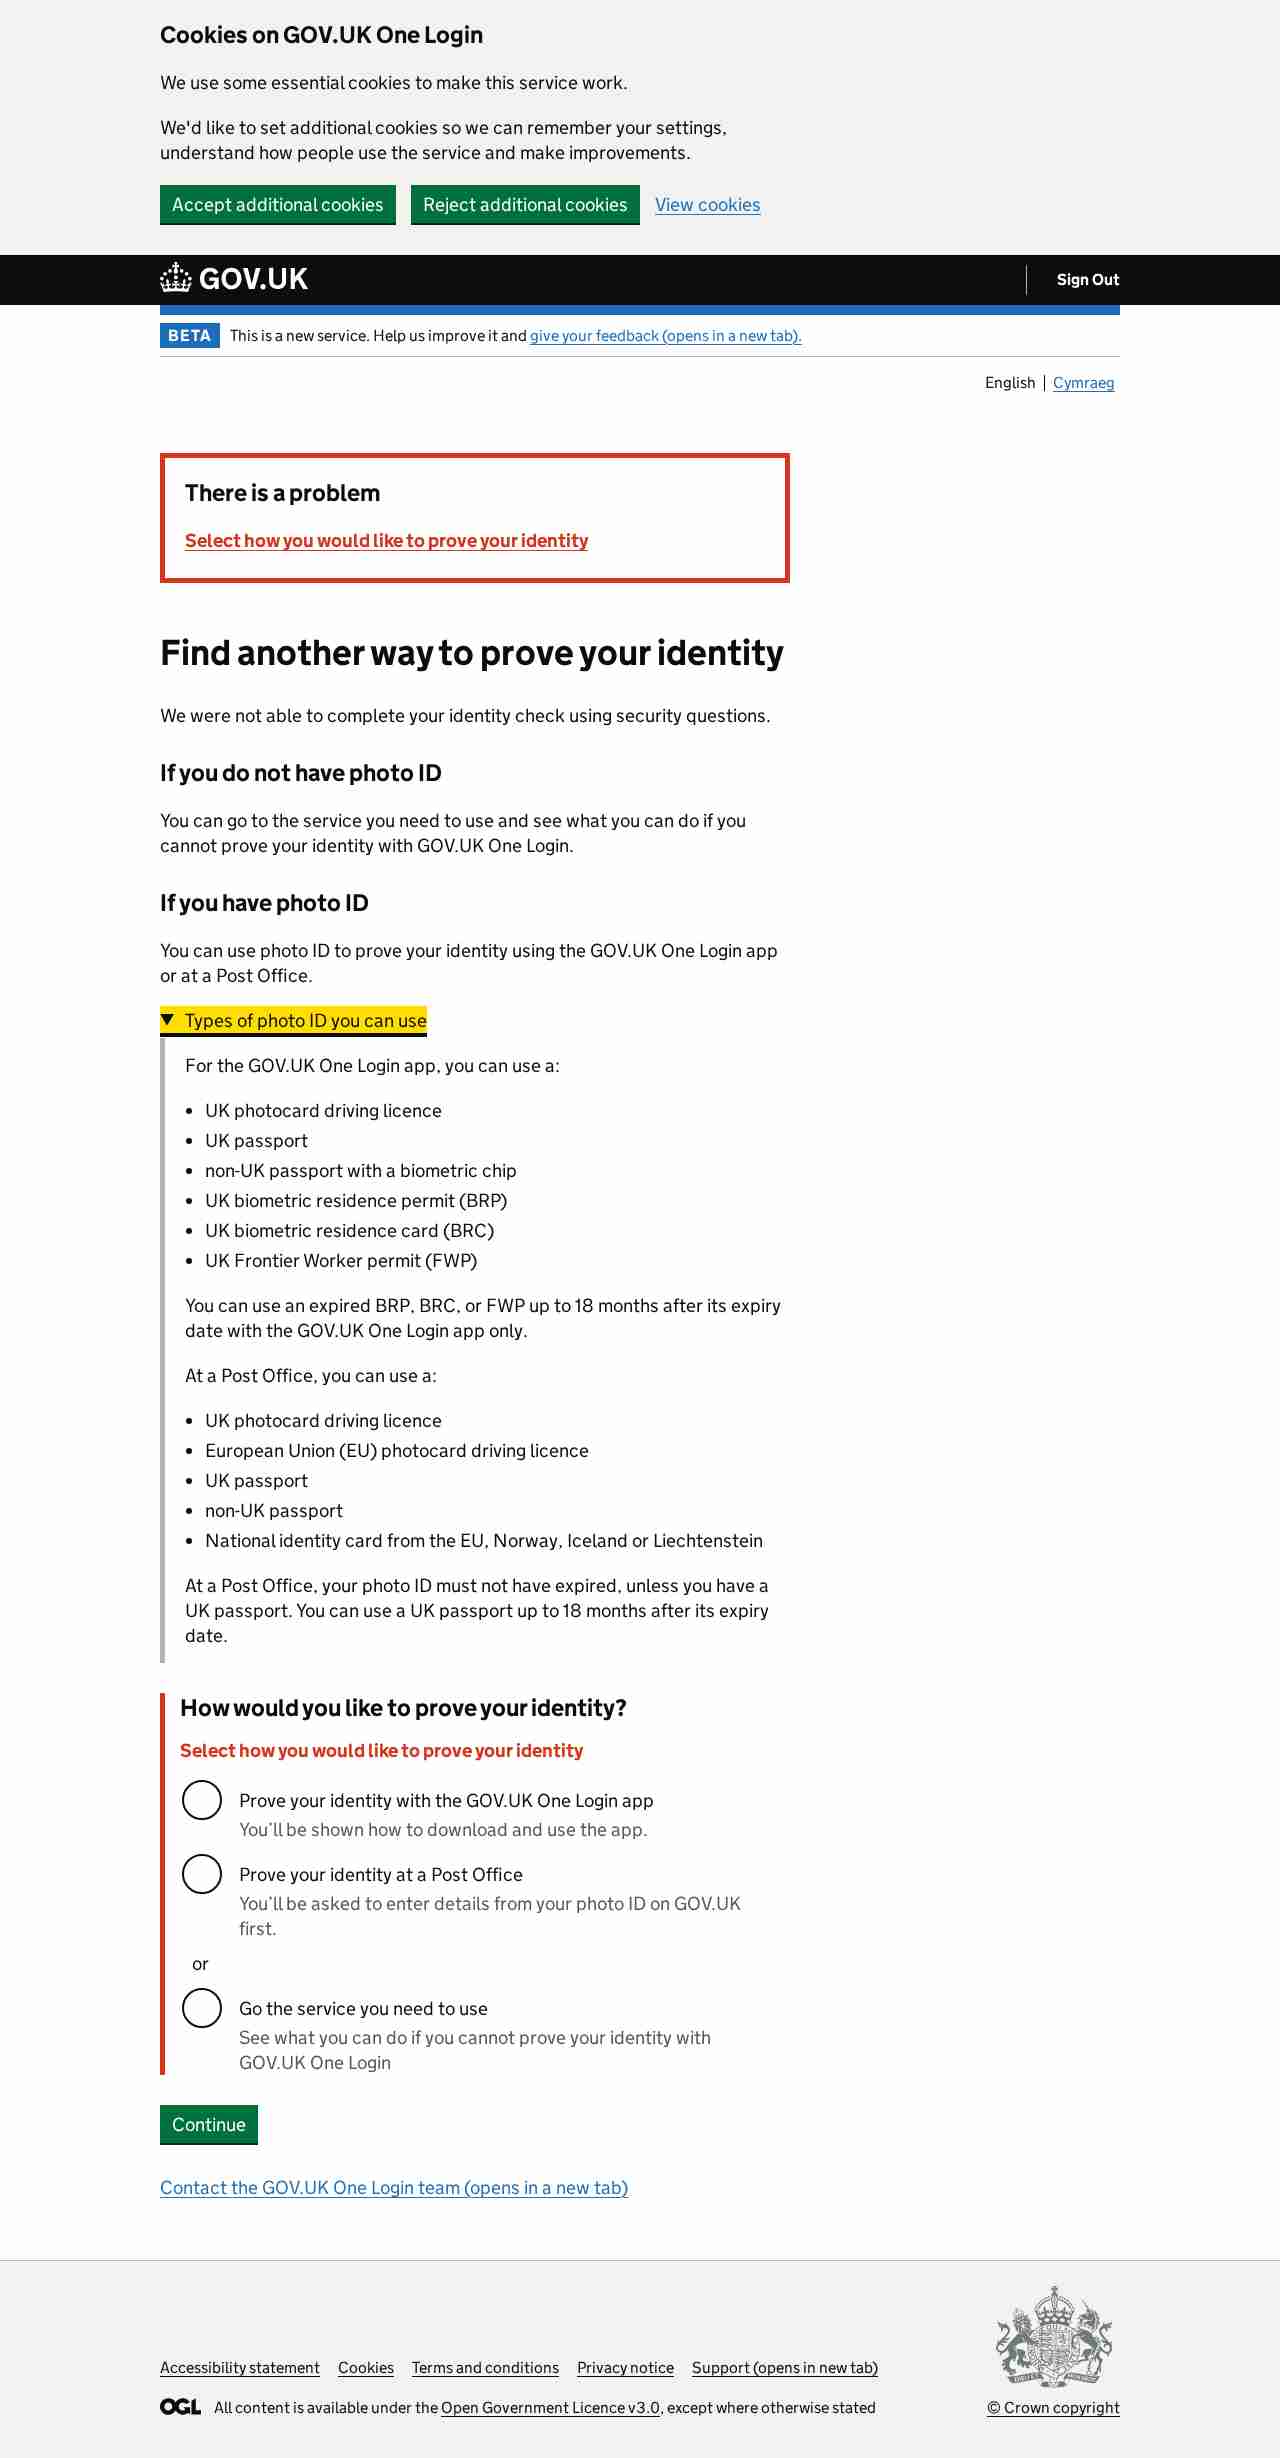 Cookies on GOV.UK One Login
We use some essential cookies to make this service work.
We'd like to set additional cookies so we can remember your settings,
understand how people use the service and make improvements.
Accept additional cookies Reject additional cookies View cookies
GOV.UK Sign Out
BETA This is a new service. Help us improve it and give your feedback (opens in a new tab).
English Cymraeg
There is a problem
Select how you would like to prove your identity
Find another way to prove your identity
We were not able to complete your identity check using security questions.
If you do not have photo ID
You can go to the service you need to use and see what you can do if you
cannot prove your identity with GOV.UK One Login.
If you have photo ID
You can use photo ID to prove your identity using the GOV.UK One Login app
or at a Post Office.
Types of photo ID you can use
For the GOV.UK One Login app, you can use a:
• UK photocard driving licence
• UK passport
• non-UK passport with a biometric chip
• UK biometric residence permit (BRP)
• UK biometric residence card (BRC)
• UK Frontier Worker permit (FWP)
You can use an expired BRP, BRC, or FWP up to 18 months after its expiry
date with the GOV.UK One Login app only.
At a Post Office, you can use a:
• UK photocard driving licence
• European Union (EU) photocard driving licence
• UK passport
• non-UK passport
• National identity card from the EU, Norway, Iceland or Liechtenstein
At a Post Office, your photo ID must not have expired, unless you have a
UK passport. You can use a UK passport up to 18 months after its expiry
date.
How would you like to prove your identity?
Select how you would like to prove your identity
Prove your identity with the GOV.UK One Login app
You’ll be shown how to download and use the app.
Prove your identity at a Post Office
You’ll be asked to enter details from your photo ID on GOV.UK
first.
or
Go the service you need to use
See what you can do if you cannot prove your identity with
GOV.UK One Login
Continue
Contact the GOV.UK One Login team (opens in a new tab)
Accessibility statement Cookies Terms and conditions Privacy notice Support (opens in new tab)
OGL All content is available under the Open Government Licence v3.0, except where otherwise stated
© Crown copyright